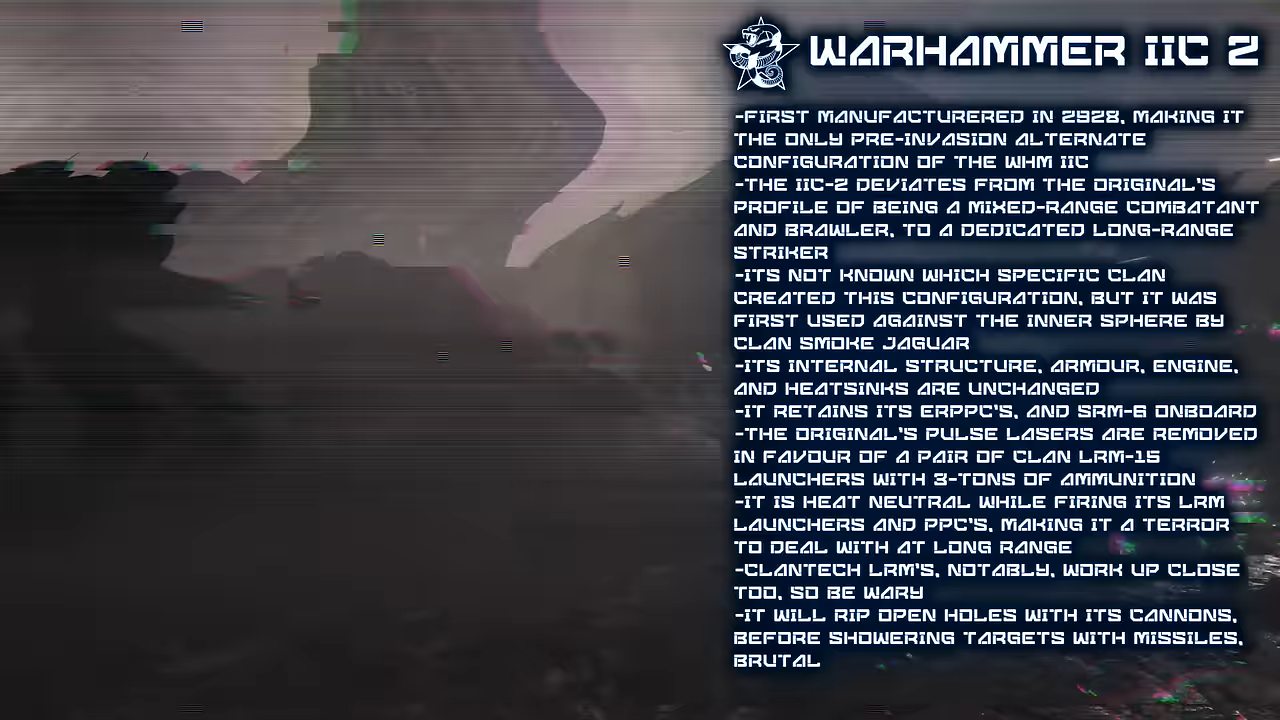 WARHAMMER IIC 2
-FIRST MANUFACTURERED IN 2928, MAKING IT
THE ONLY PRE-INVASION ALTERNATE
CONFIGURATION OF THE WHM IIC
-THE IIC-2 DEVIATES FROM THE ORIGINAL'S
PROFILE OF BEING A MIXED-RANGE COMBATANT
AND BRAWLER, TO A DEDICATED LONG-RANGE
STRIKER
-ITS NOT KNOWN WHICH SPECIFIC CLAN
CREATED THIS CONFIGURATION, BUT IT WAS
FIRST USED AGAINST THE INNER SPHERE BY
CLAN SMOKE JAGUAR
-ITS INTERNAL STRUCTURE, ARMOUR, ENGINE,
AND HEATSINKS ARE UNCHANGED
-IT RETAINS ITS ERPPC'S, AND SRM-6 ONBOARD
-THE ORIGINAL'S PULSE LASERS ARE REMOVED
IN FAVOUR OF A PAIR OF CLAN LRM-15
LAUNCHERS WITH 3-TONS OF AMMUNITION
-IT IS HEAT NEUTRAL WHILE FIRING ITS LRM
LAUNCHERS AND PPC'S, MAKING IT A TERROR
TO DEAL WITH AT LONG RANGE
-CLANTECH LRM'S, NOTABLY, WORK UP CLOSE
TOO, SO BE WARY
-IT WILL RIP OPEN HOLES WITH ITS CANNONS,
BEFORE SHOWERING TARGETS WITH MISSILES,
BRUTAL